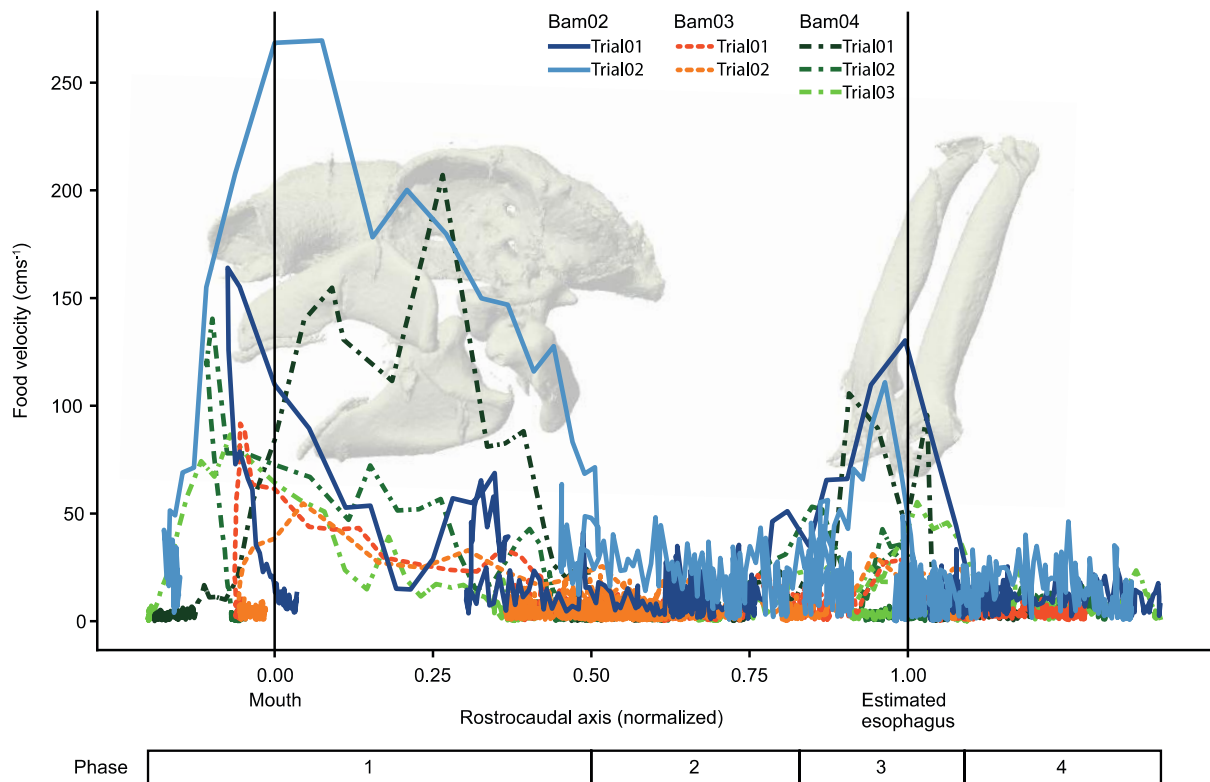 Bam02 Bam03 Bam04
Trial01 Trial01 Trial01
Trial02 Trial02 Trial02
Trial03
250
200
150
100
50
0
Food velocity (cms⁻¹)
0.00 0.25 0.50 0.75 1.00
Mouth Estimated
esophagus
Rostrocaudal axis (normalized)
Phase 1 2 3 4